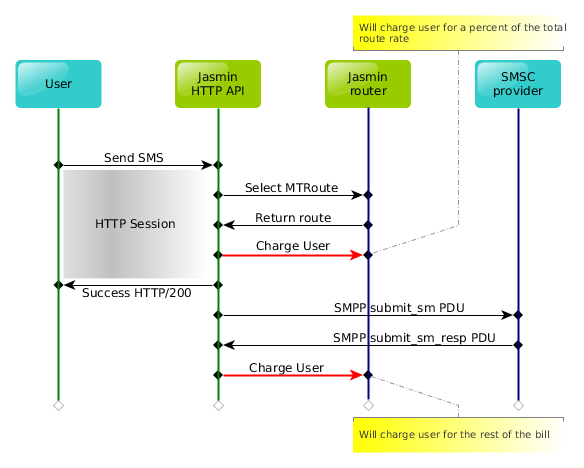 Will charge user for a percent of the total
route rate
User
Jasmin
HTTP API
Jasmin
router
SMSC
provider
Send SMS
Select MTRoute
HTTP Session
Return route
Charge User
Success HTTP/200
SMPP submit_sm PDU
SMPP submit_sm_resp PDU
Charge User
Will charge user for the rest of the bill